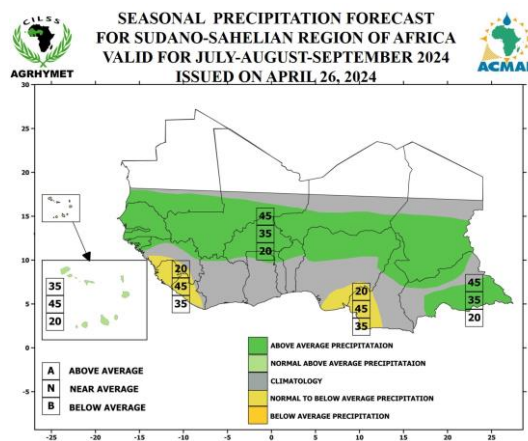 CILSS
AGRHYMET
SEASONAL PRECIPITATION FORECAST
FOR SUDANO-SAHELIAN REGION OF AFRICA
VALID FOR JULY-AUGUST-SEPTEMBER 2024
ISSUED ON APRIL 26, 2024
ACMAD
30
25
20
15
10
5
0
-5
45
35
20
20
45
35
20
45
35
45
35
20
35
45
20
A ABOVE AVERAGE
N NEAR AVERAGE
B BELOW AVERAGE
ABOVE AVERAGE PRECIPITATAION
NORMAL ABOVE AVERAGE PRECIPITATAION
CLIMATOLOGY
NORMAL TO BELOW AVERAGE PRECIPITATION
BELOW AVERAGE PRECIPITATION
-25 -20 -15 -10 -5 0 5 10 15 20 25